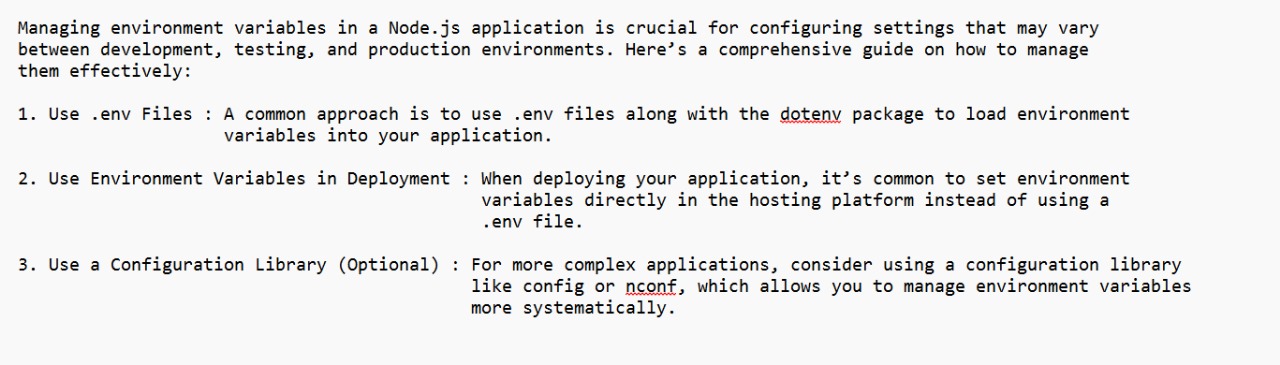 Managing environment variables in a Node.js application is crucial for configuring settings that may vary
between development, testing, and production environments. Here’s a comprehensive guide on how to manage
them effectively:
1. Use .env Files : A common approach is to use .env files along with the dotenv package to load environment
variables into your application.
2. Use Environment Variables in Deployment : When deploying your application, it’s common to set environment
variables directly in the hosting platform instead of using a
.env file.
3. Use a Configuration Library (Optional) : For more complex applications, consider using a configuration library
like config or nconf, which allows you to manage environment variables
more systematically.